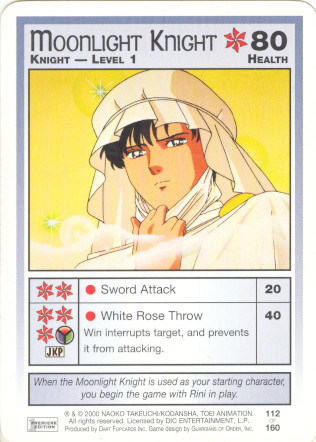 MOONLIGHT KNIGHT 80
KNIGHT — LEVEL 1 HEALTH
Sword Attack 20
White Rose Throw 40
Win interrupts target, and prevents
it from attacking.
JKP
When the Moonlight Knight is used as your starting character,
you begin the game with Rini in play.
PREMIERE
EDITION
® & © 2000 NAOKO TAKEUCHI/KODANSHA, TOEI ANIMATION.
All rights reserved. Licensed by DIC ENTERTAINMENT, L.P.
PRODUCED BY DART FLIPCARDS INC. GAME DESIGN BY GUARDIANS OF ORDER, INC.
112
OF
160